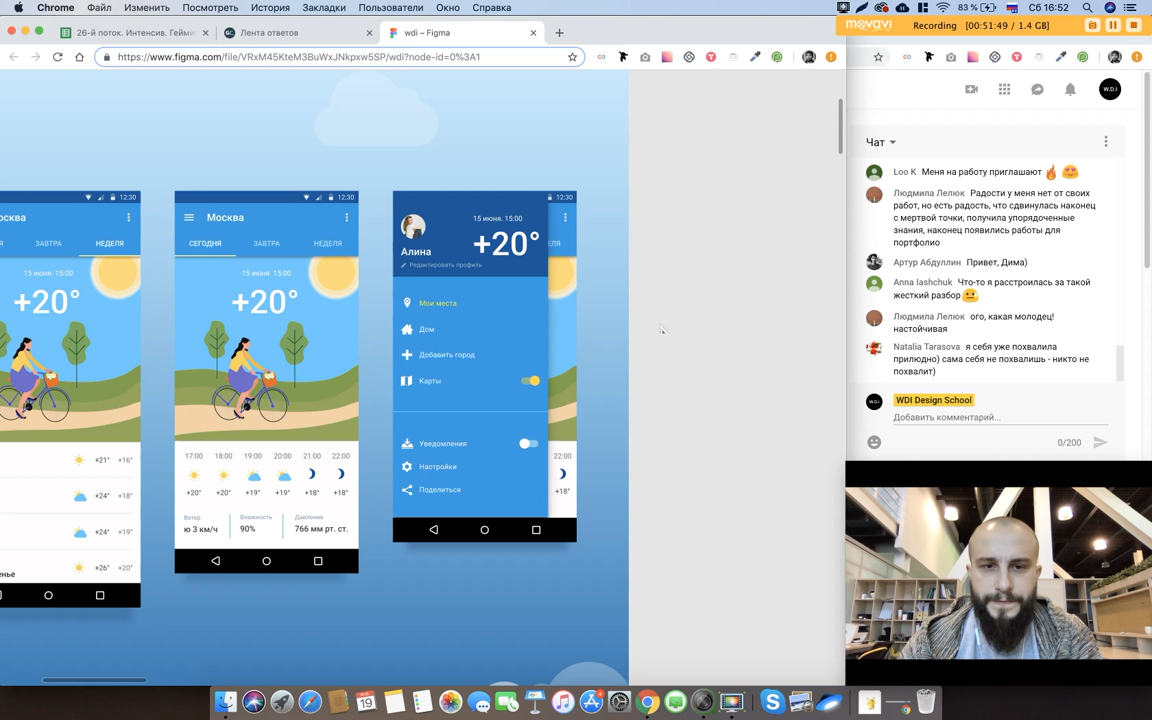 Chrome Файл Изменить Посмотреть История Закладки Пользователи Окно Справка
83 % Сб 16:52
26-й поток. Интенсив. Гейми
Лента ответов
wdi – Figma
movavi Recording [00:51:49 / 1.4 GB]
https://www.figma.com/file/VRxM45KteM3BuWxJNkpxw5SP/wdi?node-id=0%3A1
12:30
осква
ЗАВТРА НЕДЕЛЯ
15 июня. 15:00
+20°
+21° +16°
+24° +18°
+24° +19°
+26° +20°
енье
12:30
Москва
СЕГОДНЯ ЗАВТРА НЕДЕЛЯ
15 июня. 15:00
+20°
17:00 18:00 19:00 20:00 21:00 22:00
+20° +20° +19° +19° +18° +18°
Ветер Влажность Давление
ю 3 км/ч 90% 766 мм рт. ст.
12:30
15 июня. 15:00
+20°
Алина
Редактировать профиль
ЕЛЯ
Мои места
Дом
Добавить город
Карты
Уведомления
Настройки
Поделиться
22:00
+18°
W.D.I
Чат
Loo K Меня на работу приглашают
Людмила Лелюк Радости у меня нет от своих
работ, но есть радость, что сдвинулась наконец
с мертвой точки, получила упорядоченные
знания, наконец появились работы для
портфолио
Артур Абдуллин Привет, Дима)
Anna Iashchuk Что-то я расстроилась за такой
жесткий разбор
Людмила Лелюк ого, какая молодец!
настойчивая
Natalia Tarasova я себя уже похвалила
прилюдно) сама себя не похвалишь - никто не
похвалит)
W.D.I
WDI Design School
Добавить комментарий...
0/200
19